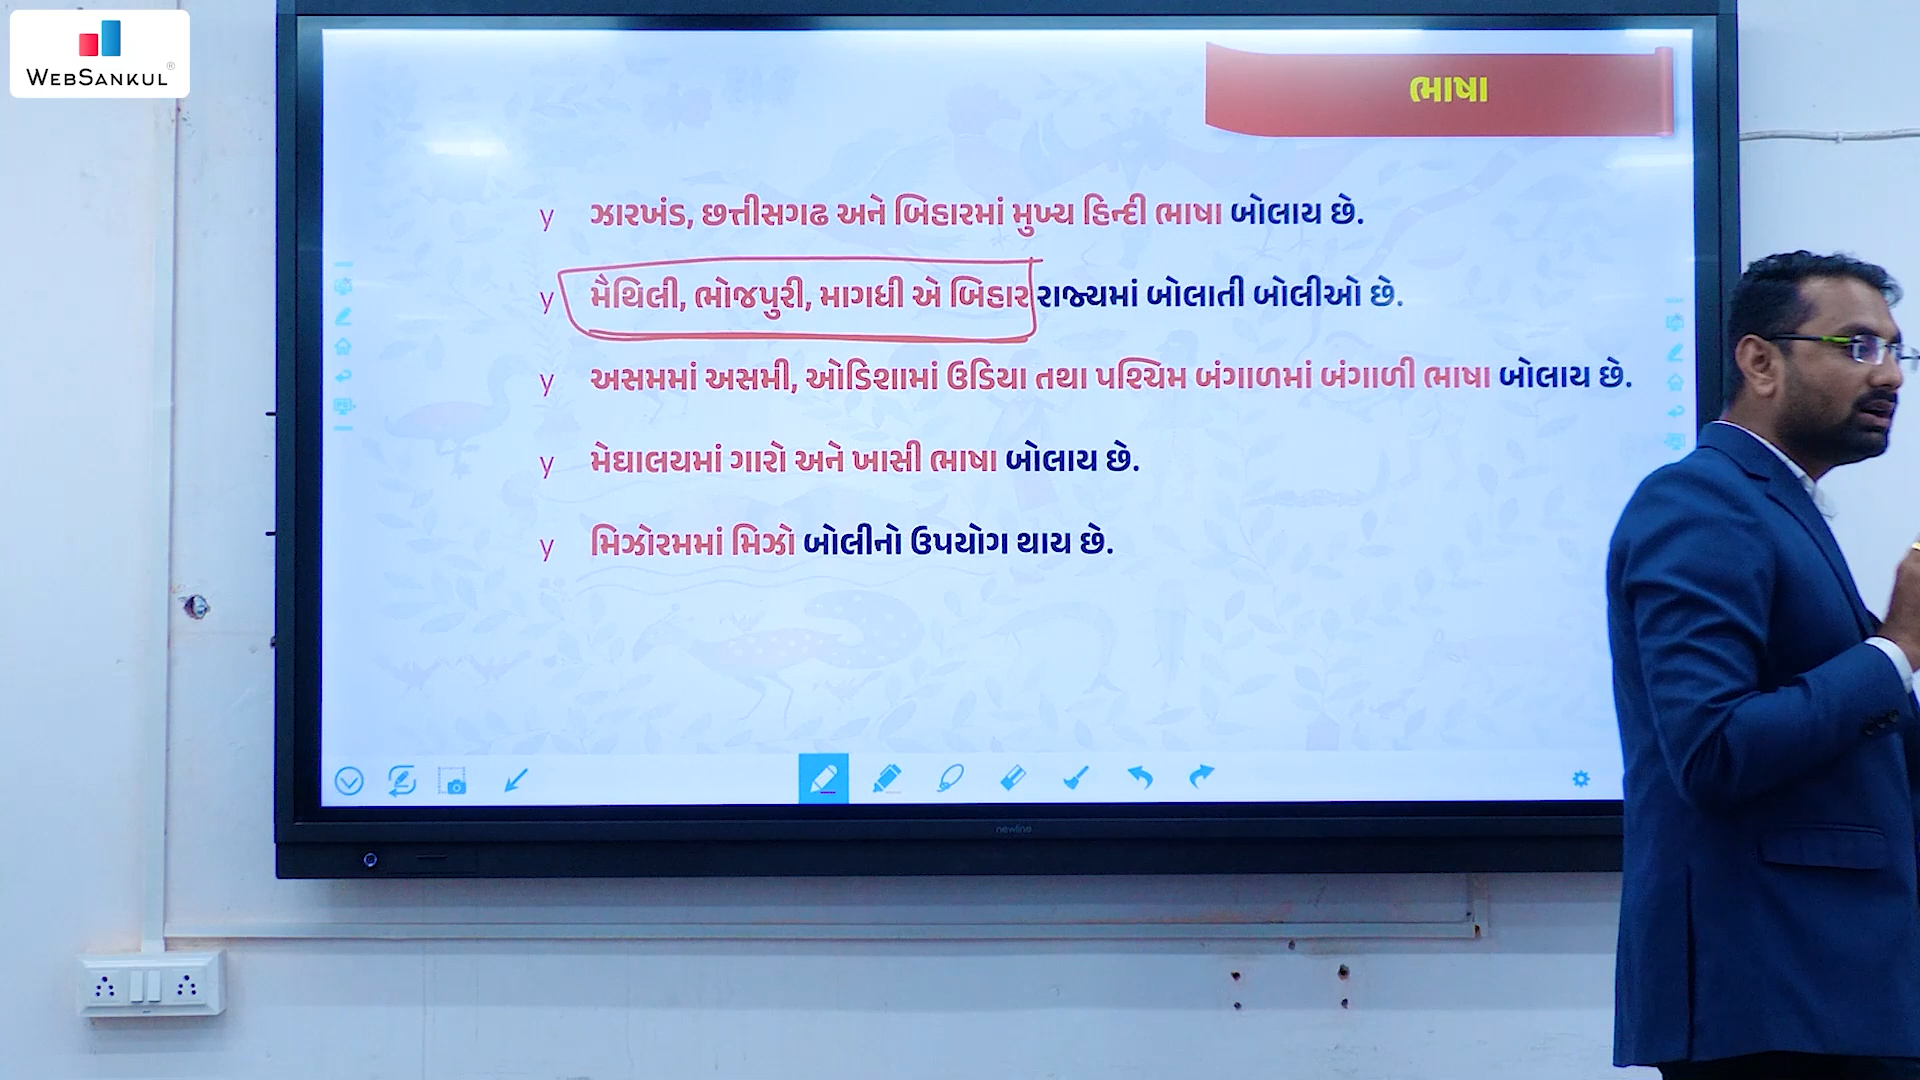 WEBSANKUL®
ભાષા
y ઝારખંડ, છત્તીસગઢ અને બિહારમાં મુખ્ય હિન્દી ભાષા બોલાય છે.
y મૈથિલી, ભોજપુરી, માગધી એ બિહાર રાજ્યમાં બોલાતી બોલીઓ છે.
y અસમમાં અસમી, ઓડિશામાં ઉડિયા તથા પશ્ચિમ બંગાળમાં બંગાળી ભાષા બોલાય છે.
y મેઘાલયમાં ગારો અને ખાસી ભાષા બોલાય છે.
y મિઝોરમમાં મિઝો બોલીનો ઉપયોગ થાય છે.
newline